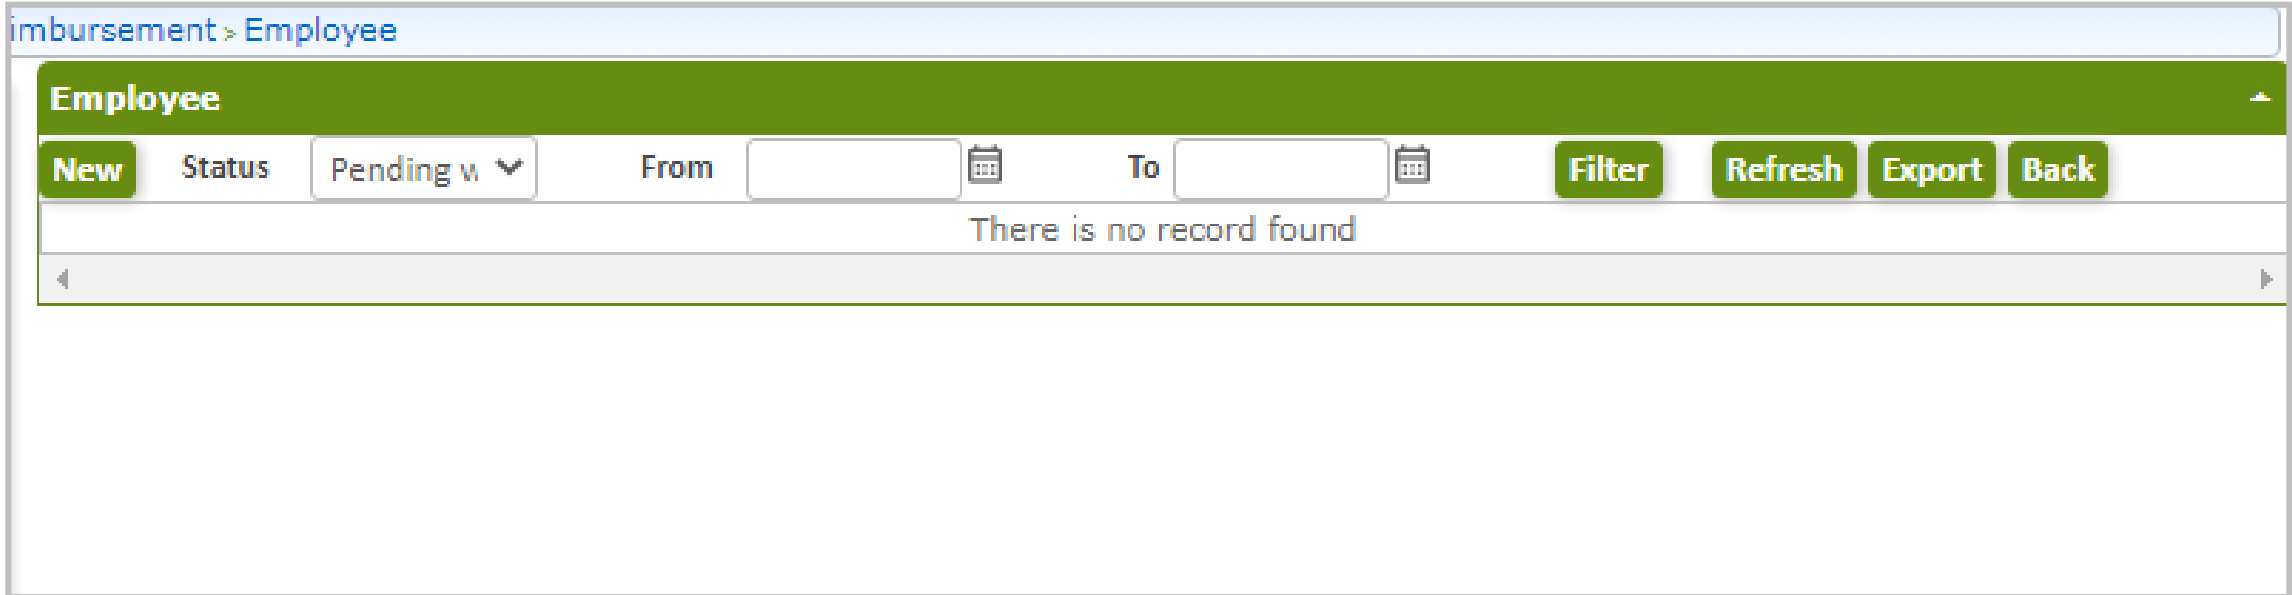 imbursement > Employee
Employee
New Status Pending w From To Filter Refresh Export Back
There is no record found